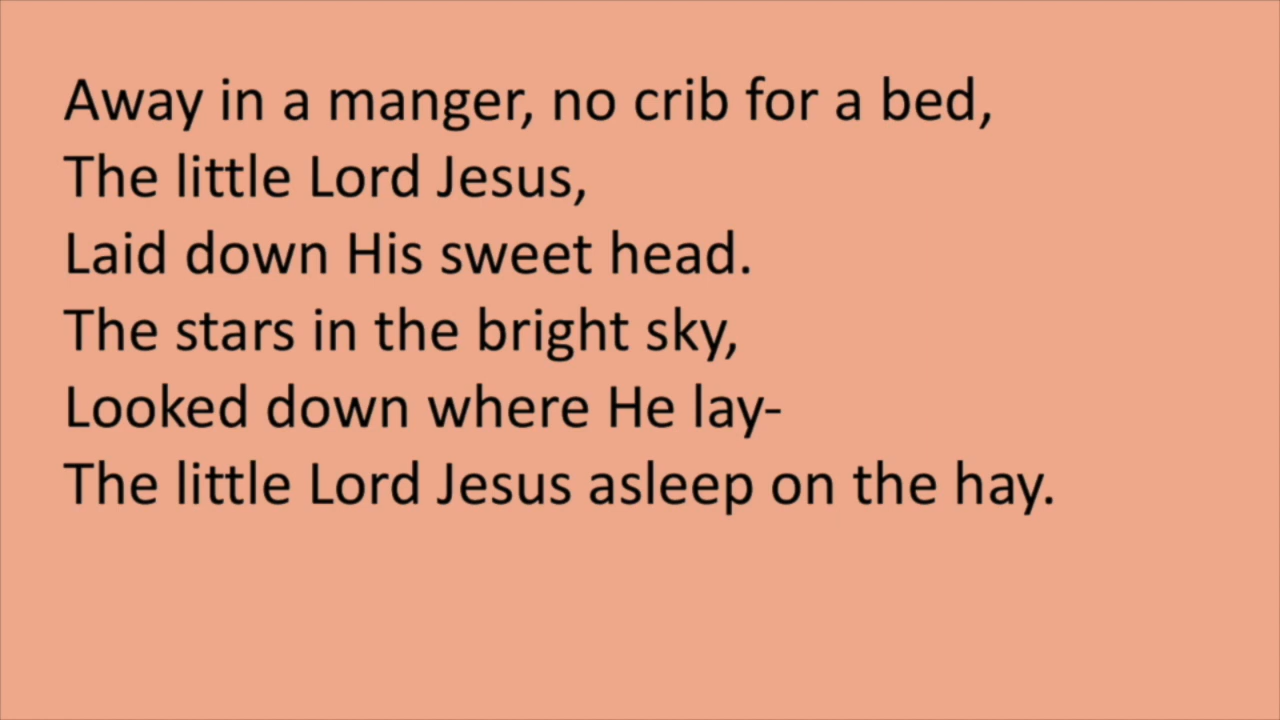 Away in a manger, no crib for a bed,
The little Lord Jesus,
Laid down His sweet head.
The stars in the bright sky,
Looked down where He lay-
The little Lord Jesus asleep on the hay.